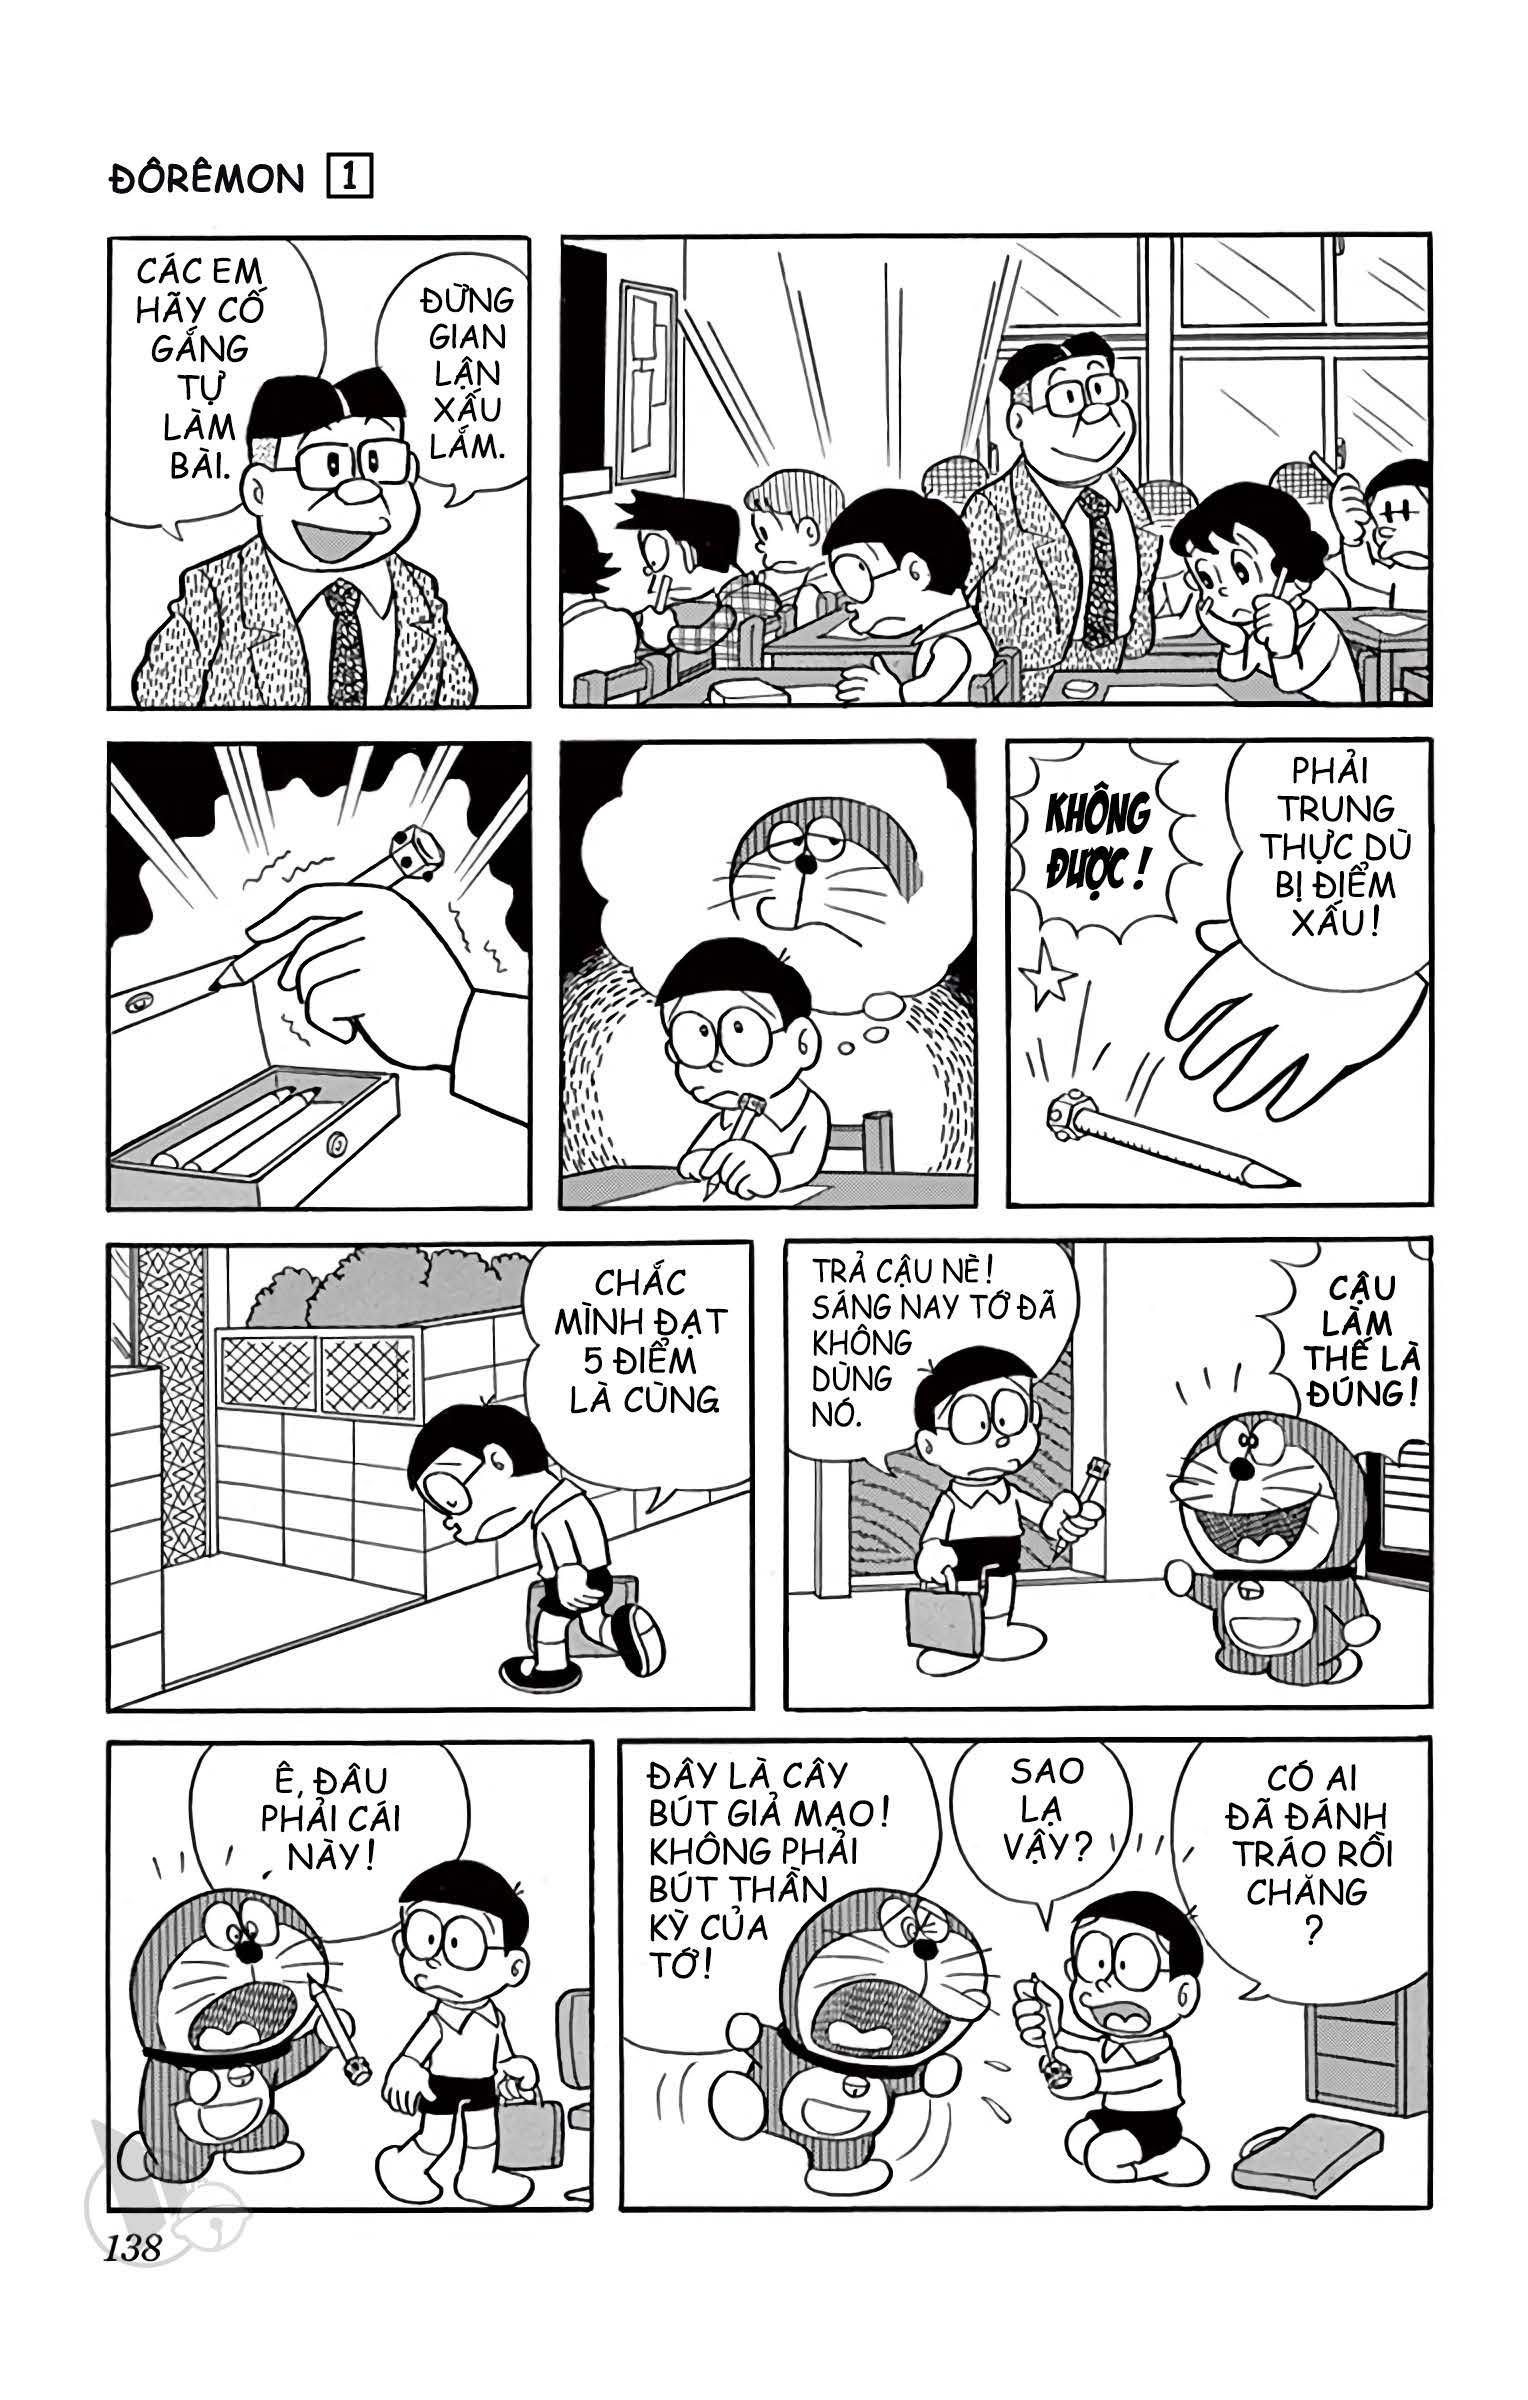 ĐÔRÊMON 1
CÁC EM
HÃY CỐ
GẮNG
TỰ
LÀM
BÀI.
ĐỪNG
GIAN
LẬN
XẤU
LẮM.
KHÔNG
ĐƯỢC!
PHẢI
TRUNG
THỰC DÙ
BỊ ĐIỂM
XẤU!
CHẮC
MÌNH ĐẠT
5 ĐIỂM
LÀ CÙNG.
TRẢ CẬU NÈ!
SÁNG NAY TỚ ĐÃ
KHÔNG
DÙNG
NÓ.
CẬU
LÀM
THẾ LÀ
ĐÚNG!
Ê, ĐÂU
PHẢI CÁI
NÀY!
ĐÂY LÀ CÂY
BÚT GIẢ MẠO!
KHÔNG PHẢI
BÚT THẦN
KỲ CỦA
TỚ!
SAO
LẠ
VẬY?
CÓ AI
ĐÃ ĐÁNH
TRÁO RỒI
CHĂNG
?
138